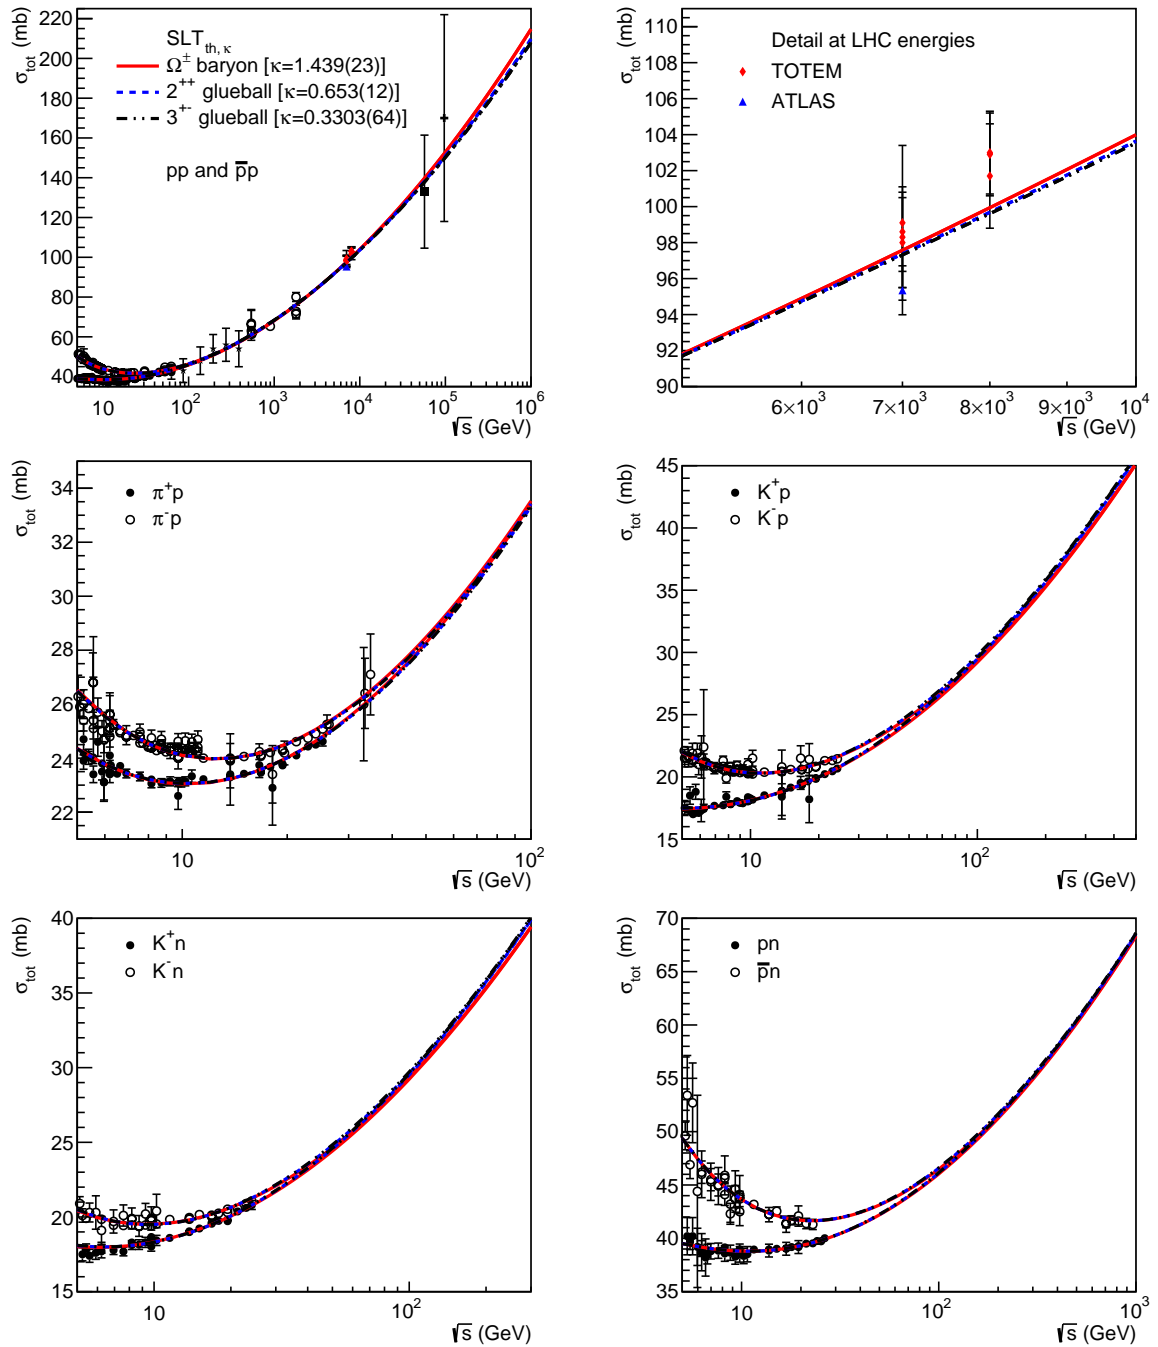 σtot (mb)
220
200
180
160
140
120
100
80
60
40
10 10² 10³ 10⁴ 10⁵ 10⁶
√s (GeV)
SLTth, κ
Ω± baryon [κ=1.439(23)]
2++ glueball [κ=0.653(12)]
3+- glueball [κ=0.3303(64)]
pp and p̅p
σtot (mb)
110
108
106
104
102
100
98
96
94
92
90
6×10³ 7×10³ 8×10³ 9×10³ 10⁴
√s (GeV)
Detail at LHC energies
TOTEM
ATLAS
σtot (mb)
34
32
30
28
26
24
22
10 10²
√s (GeV)
π+p
π-p
σtot (mb)
45
40
35
30
25
20
15
10 10²
√s (GeV)
K+p
K-p
σtot (mb)
40
35
30
25
20
15
10 10²
√s (GeV)
K+n
K-n
σtot (mb)
70
65
60
55
50
45
40
35
10 10² 10³
√s (GeV)
pn
p̅n